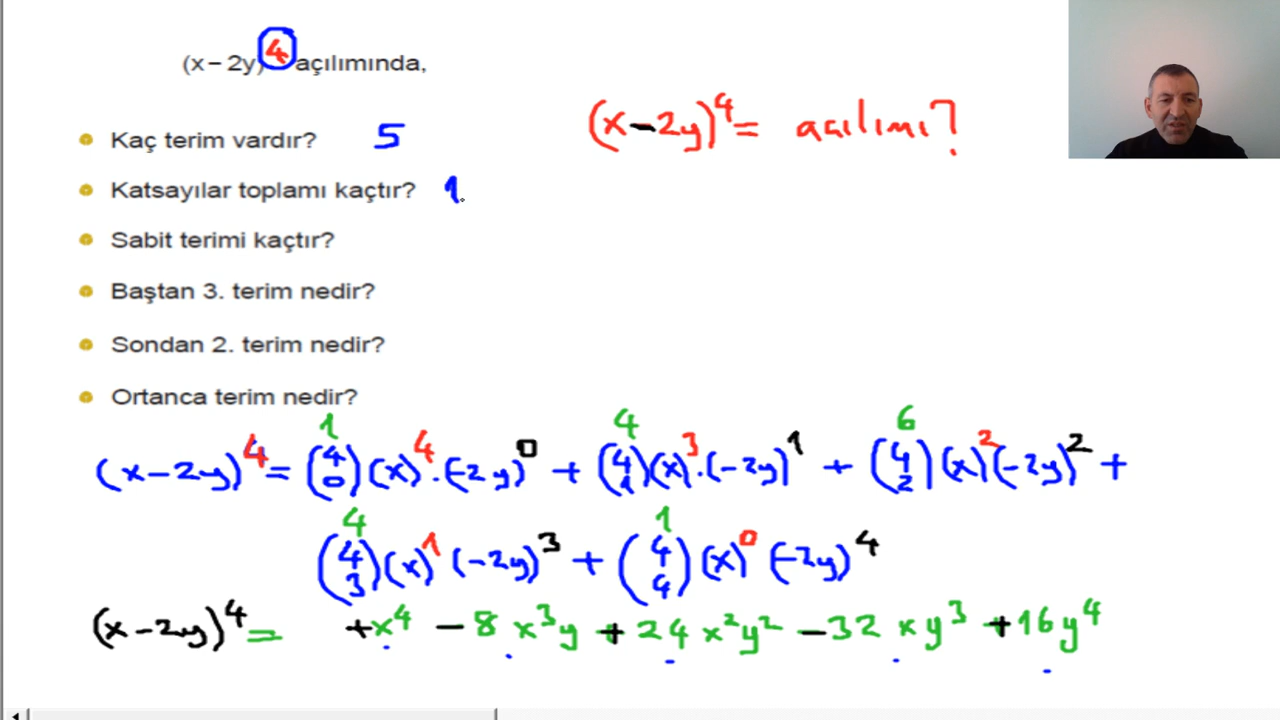 (x – 2y)4 açılımında,
(x-2y)4 = açılımı?
Kaç terim vardır? 5
Katsayılar toplamı kaçtır? 1
Sabit terimi kaçtır?
Baştan 3. terim nedir?
Sondan 2. terim nedir?
Ortanca terim nedir?
1 4 6
(x-2y)4 = (4 0)(x)4 . (-2y)0 + (4 1)(x)3 . (-2y)1 + (4 2)(x)2 (-2y)2 +
4 1
(4 3)(x)1 (-2y)3 + (4 4)(x)0 (-2y)4
(x-2y)4 = +x4 - 8x3y + 24x2y2 - 32xy3 + 16y4